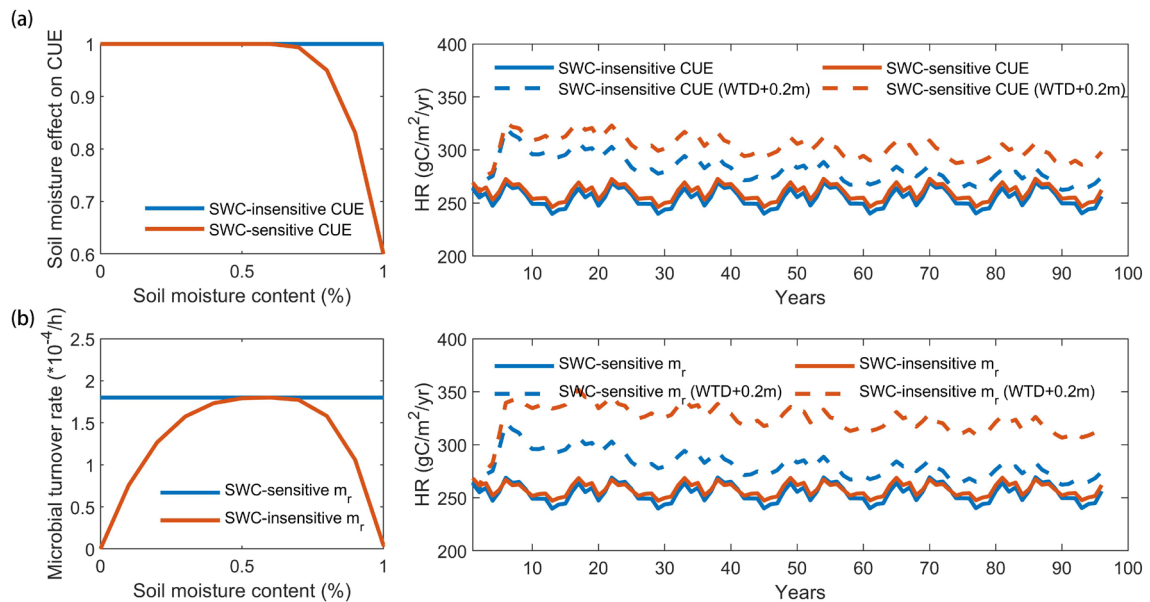 (a)
Soil moisture effect on CUE
1
0.9
0.8
0.7
0.6
0
0.5
1
SWC-insensitive CUE
SWC-sensitive CUE
Soil moisture content (%)
HR (gC/m²/yr)
400
350
300
250
200
SWC-insensitive CUE
SWC-sensitive CUE
SWC-insensitive CUE (WTD+0.2m)
SWC-sensitive CUE (WTD+0.2m)
10 20 30 40 50 60 70 80 90 100
Years
(b)
Microbial turnover rate (*10⁻⁴/h)
2.5
2
1.5
1
0.5
0
0
0.5
1
SWC-sensitive mᵣ
SWC-insensitive mᵣ
Soil moisture content (%)
HR (gC/m²/yr)
400
350
300
250
200
SWC-sensitive mᵣ
SWC-insensitive mᵣ
SWC-sensitive mᵣ (WTD+0.2m)
SWC-insensitive mᵣ (WTD+0.2m)
10 20 30 40 50 60 70 80 90 100
Years